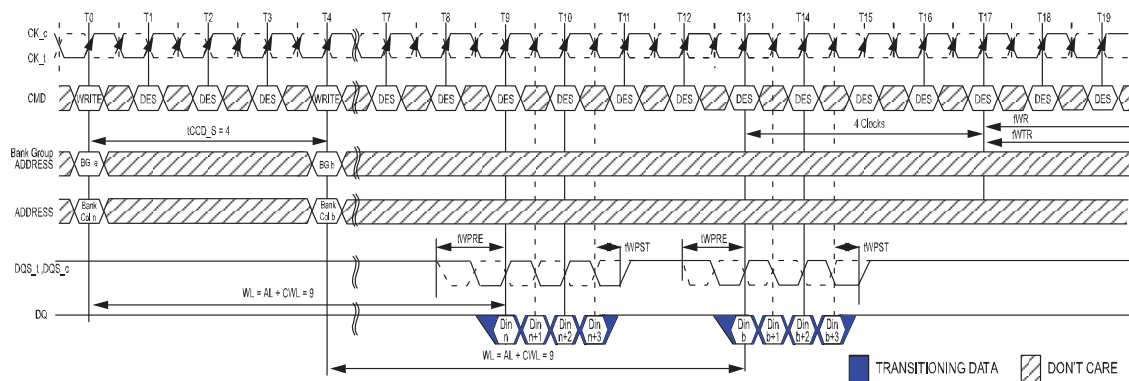 T0 T1 T2 T3 T4 T7 T8 T9 T10 T11 T12 T13 T14 T15 T16 T17 T18 T19
CK_c
CK_t
CMD WRITE DES DES DES WRITE DES DES DES DES DES DES DES DES DES DES DES DES DES
tCCD_S = 4
4 Clocks
tWR
tWTR
Bank Group
ADDRESS
BG a
BG b
ADDRESS
Bank
Col n
Bank
Col b
tWPRE
tWPST
tWPRE
tWPST
DQS_t,DQS_c
WL = AL + CWL = 9
DQ
Din
n
Din
n+1
Din
n+2
Din
n+3
Din
b
Din
b+1
Din
b+2
Din
b+3
WL = AL + CWL = 9
TRANSITIONING DATA
DON'T CARE